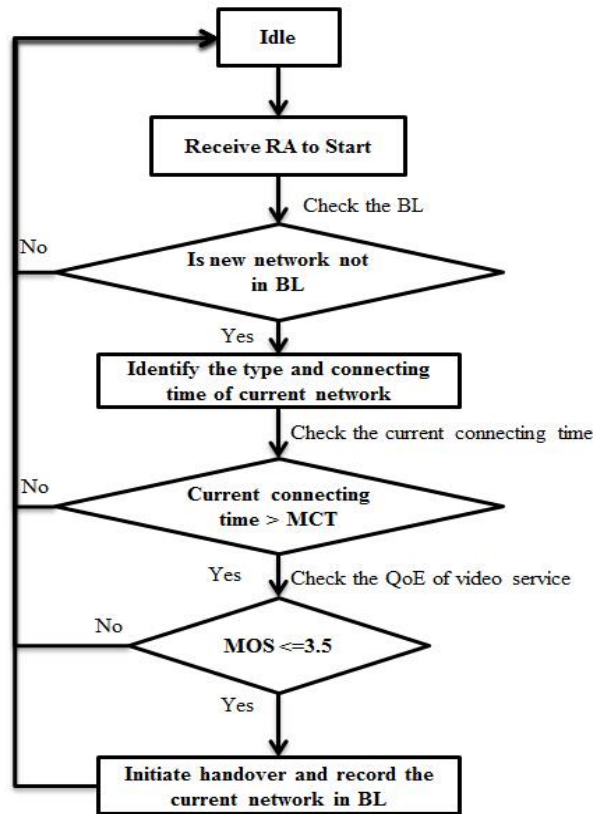 Idle
Receive RA to Start
Check the BL
No
Is new network not
in BL
Yes
Identify the type and connecting
time of current network
Check the current connecting time
No
Current connecting
time > MCT
Yes
Check the QoE of video service
No
MOS <=3.5
Yes
Initiate handover and record the
current network in BL